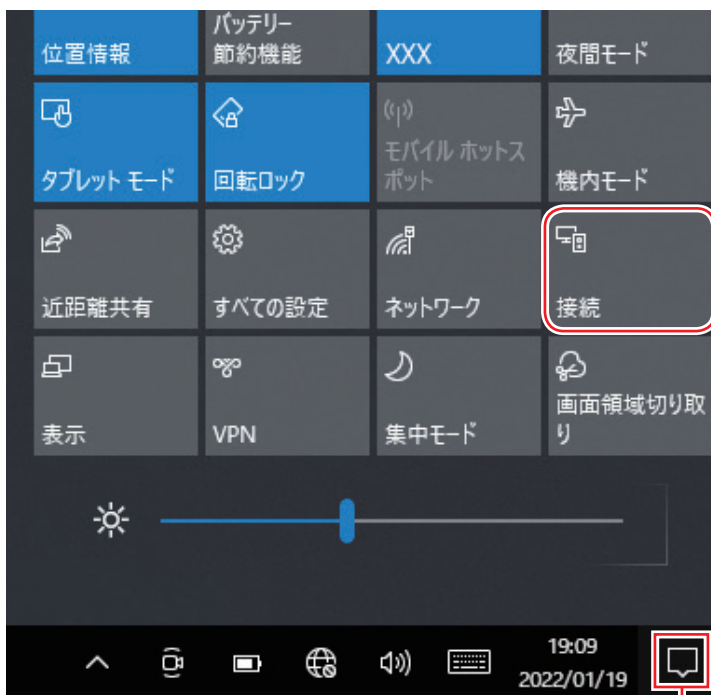 位置情報
バッテリー
節約機能
XXX
夜間モード
タブレット モード
回転ロック
モバイル ホットス
ポット
機内モード
近距離共有
すべての設定
ネットワーク
接続
表示
VPN
集中モード
画面領域切り取
り
19:09
2022/01/19